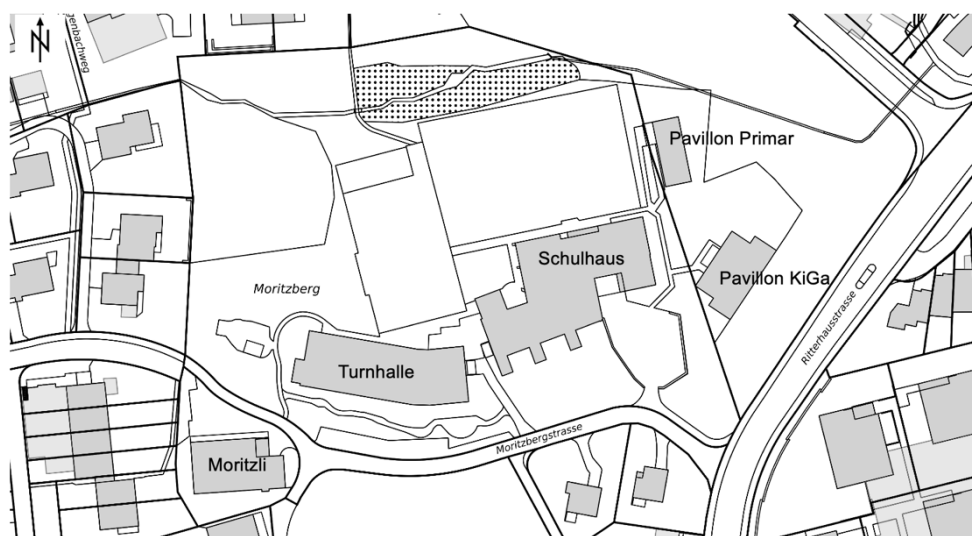 N
Pavillon Primar
Schulhaus
Pavillon KiGa
Moritzberg
Ritterhausstrasse
Turnhalle
Moritzbergstrasse
Moritzli